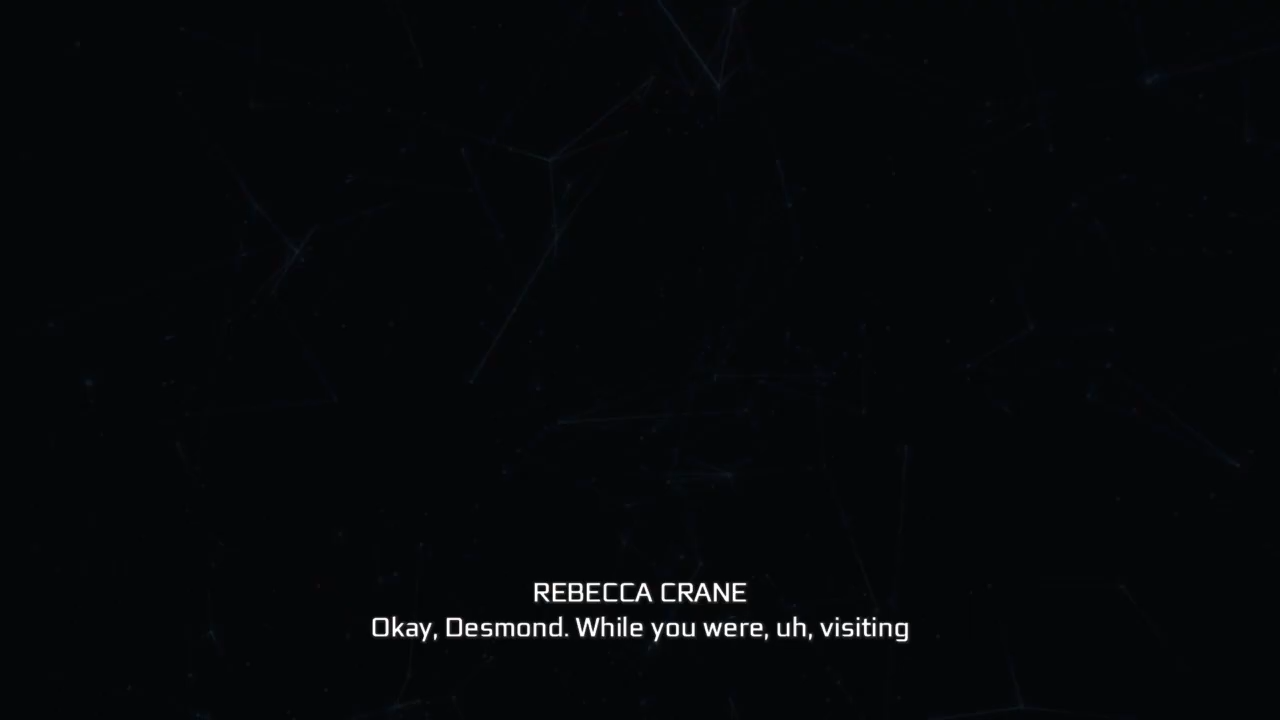 REBECCA CRANE
Okay, Desmond. While you were, uh, visiting